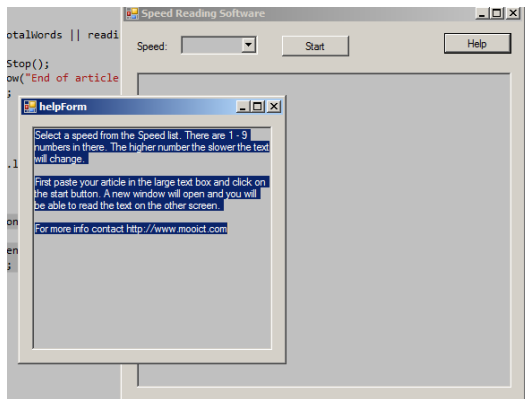 Speed Reading Software
otalWords || readi
Speed:
Start
Help
Stop();
ow("End of article
;
helpForm
Select a speed from the Speed list. There are 1 - 9
numbers in there. The higher number the slower the text
will change.
First paste your article in the large text box and click on
the start button. A new window will open and you will
be able to read the text on the other screen.
For more info contact http://www.mooict.com
.l
on
en
;